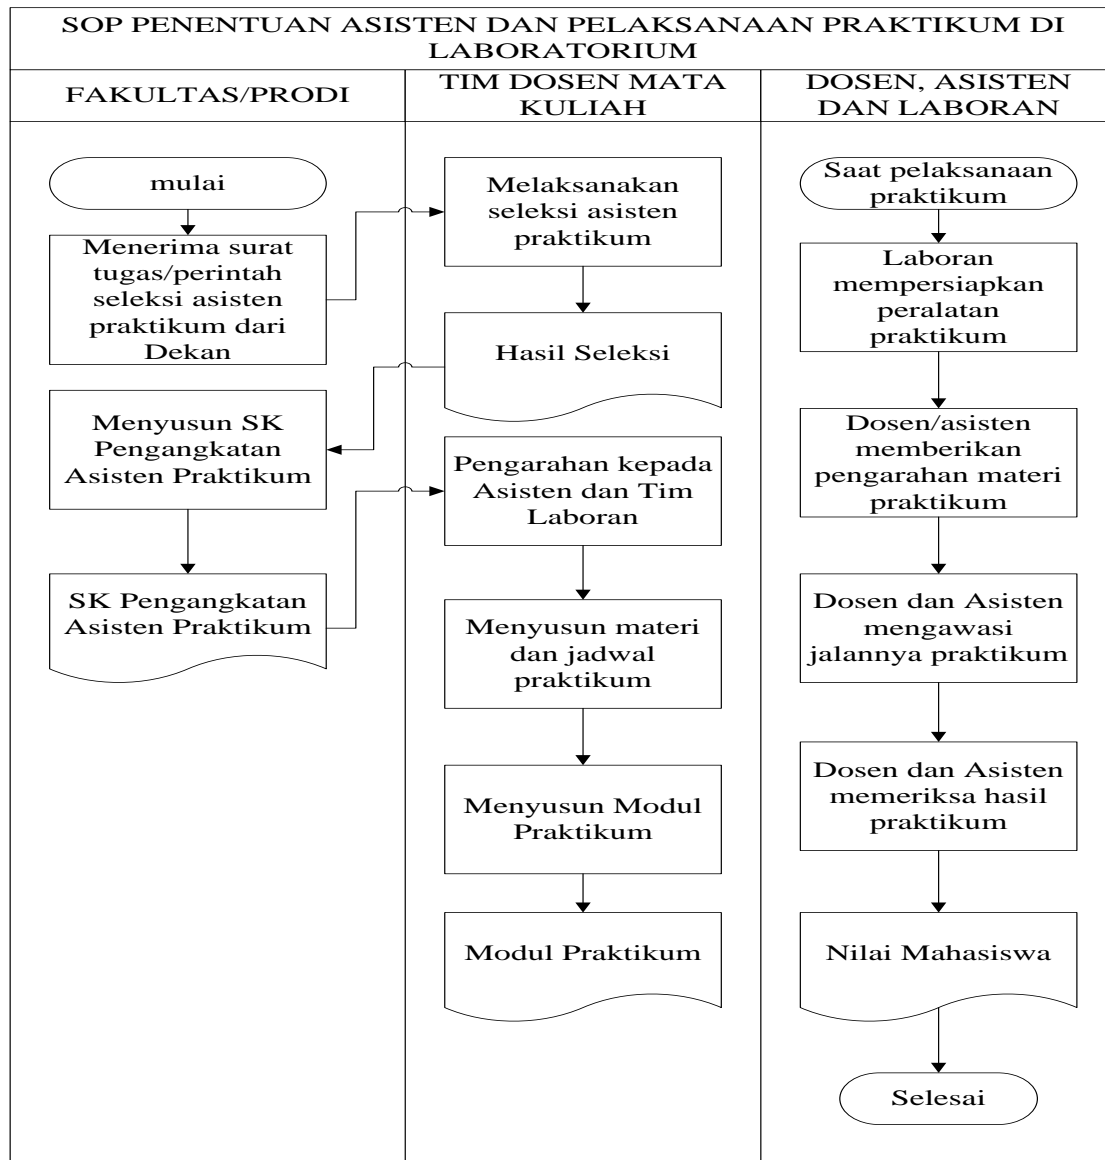 SOP PENENTUAN ASISTEN DAN PELAKSANAAN PRAKTIKUM DI
LABORATORIUM
FAKULTAS/PRODI
TIM DOSEN MATA
KULIAH
DOSEN, ASISTEN
DAN LABORAN
mulai
Menerima surat
tugas/perintah
seleksi asisten
praktikum dari
Dekan
Menyusun SK
Pengangkatan
Asisten Praktikum
SK Pengangkatan
Asisten Praktikum
Melaksanakan
seleksi asisten
praktikum
Hasil Seleksi
Pengarahan kepada
Asisten dan Tim
Laboran
Menyusun materi
dan jadwal
praktikum
Menyusun Modul
Praktikum
Modul Praktikum
Saat pelaksanaan
praktikum
Laboran
mempersiapkan
peralatan
praktikum
Dosen/asisten
memberikan
pengarahan materi
praktikum
Dosen dan Asisten
mengawasi
jalannya praktikum
Dosen dan Asisten
memeriksa hasil
praktikum
Nilai Mahasiswa
Selesai